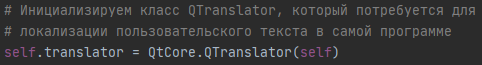 # Инициализируем класс QTranslator, который потребуется для
# локализации пользовательского текста в самой программе
self.translator = QtCore.QTranslator(self)